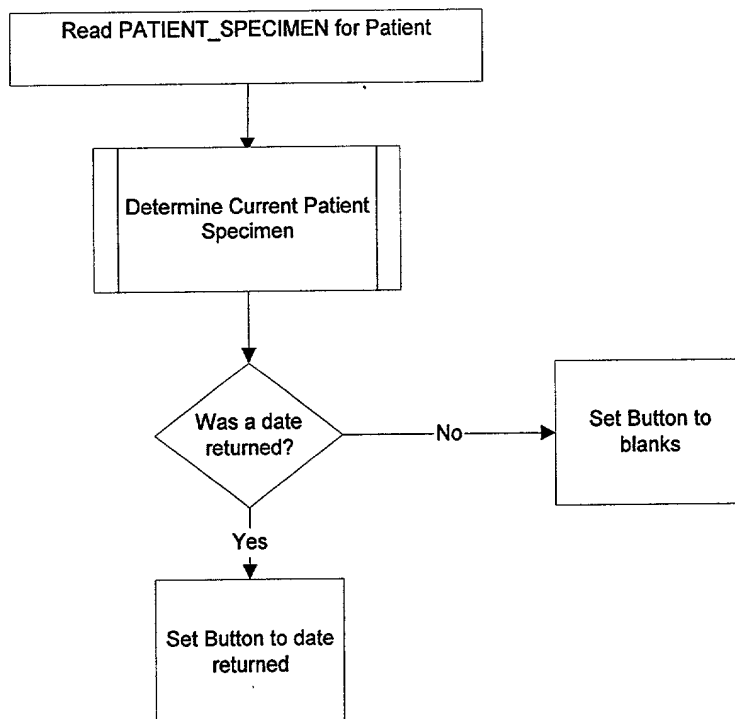 Read PATIENT_SPECIMEN for Patient
Determine Current Patient
Specimen
Was a date
returned?
No
Set Button to
blanks
Yes
Set Button to date
returned